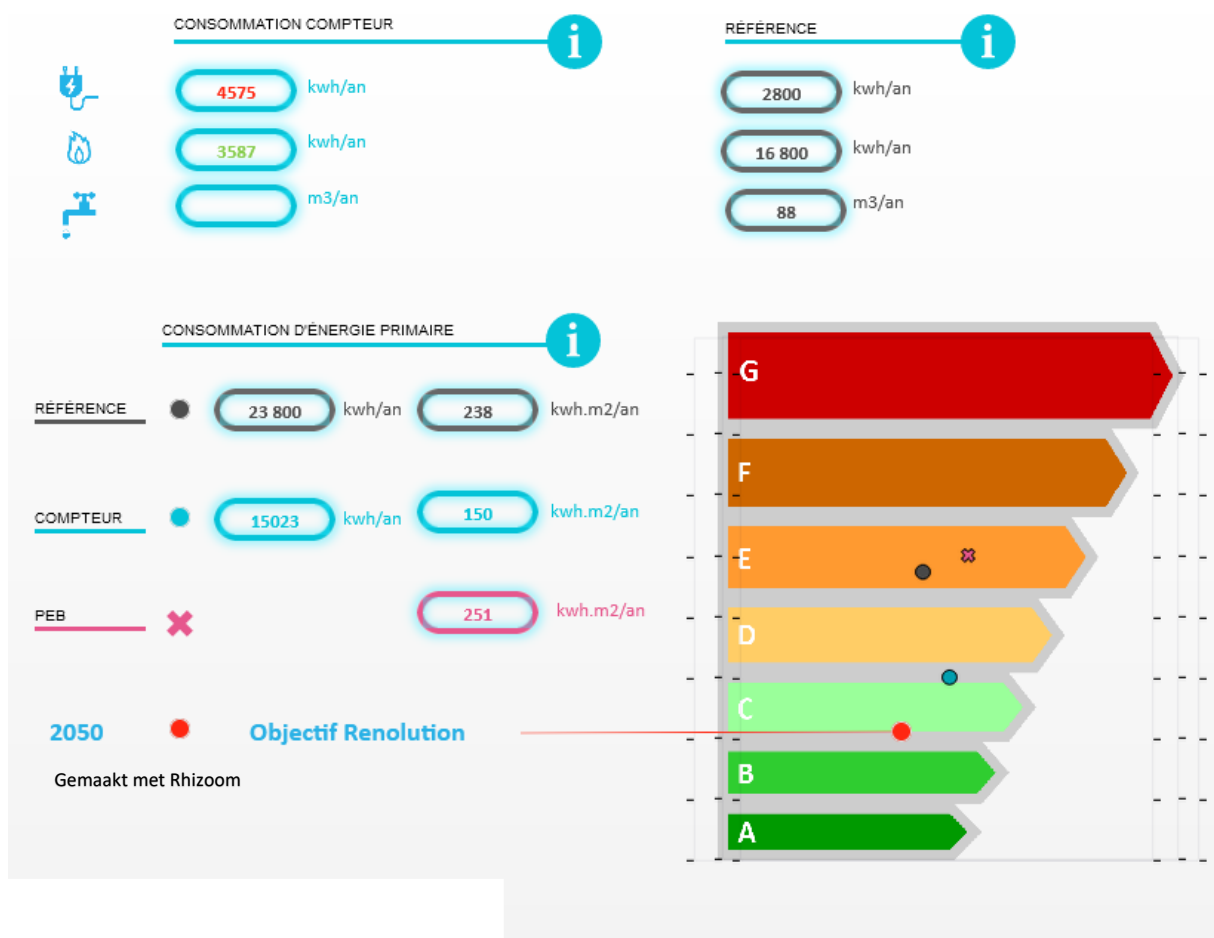 CONSOMMATION COMPTEUR
i
4575 kwh/an
3587 kwh/an
m3/an
RÉFÉRENCE
i
2800 kwh/an
16 800 kwh/an
88 m3/an
CONSOMMATION D'ÉNERGIE PRIMAIRE
i
RÉFÉRENCE 23 800 kwh/an 238 kwh.m2/an
COMPTEUR 15023 kwh/an 150 kwh.m2/an
PEB 251 kwh.m2/an
2050 Objectif Renolution
Gemaakt met Rhizoom
G
F
E
D
C
B
A